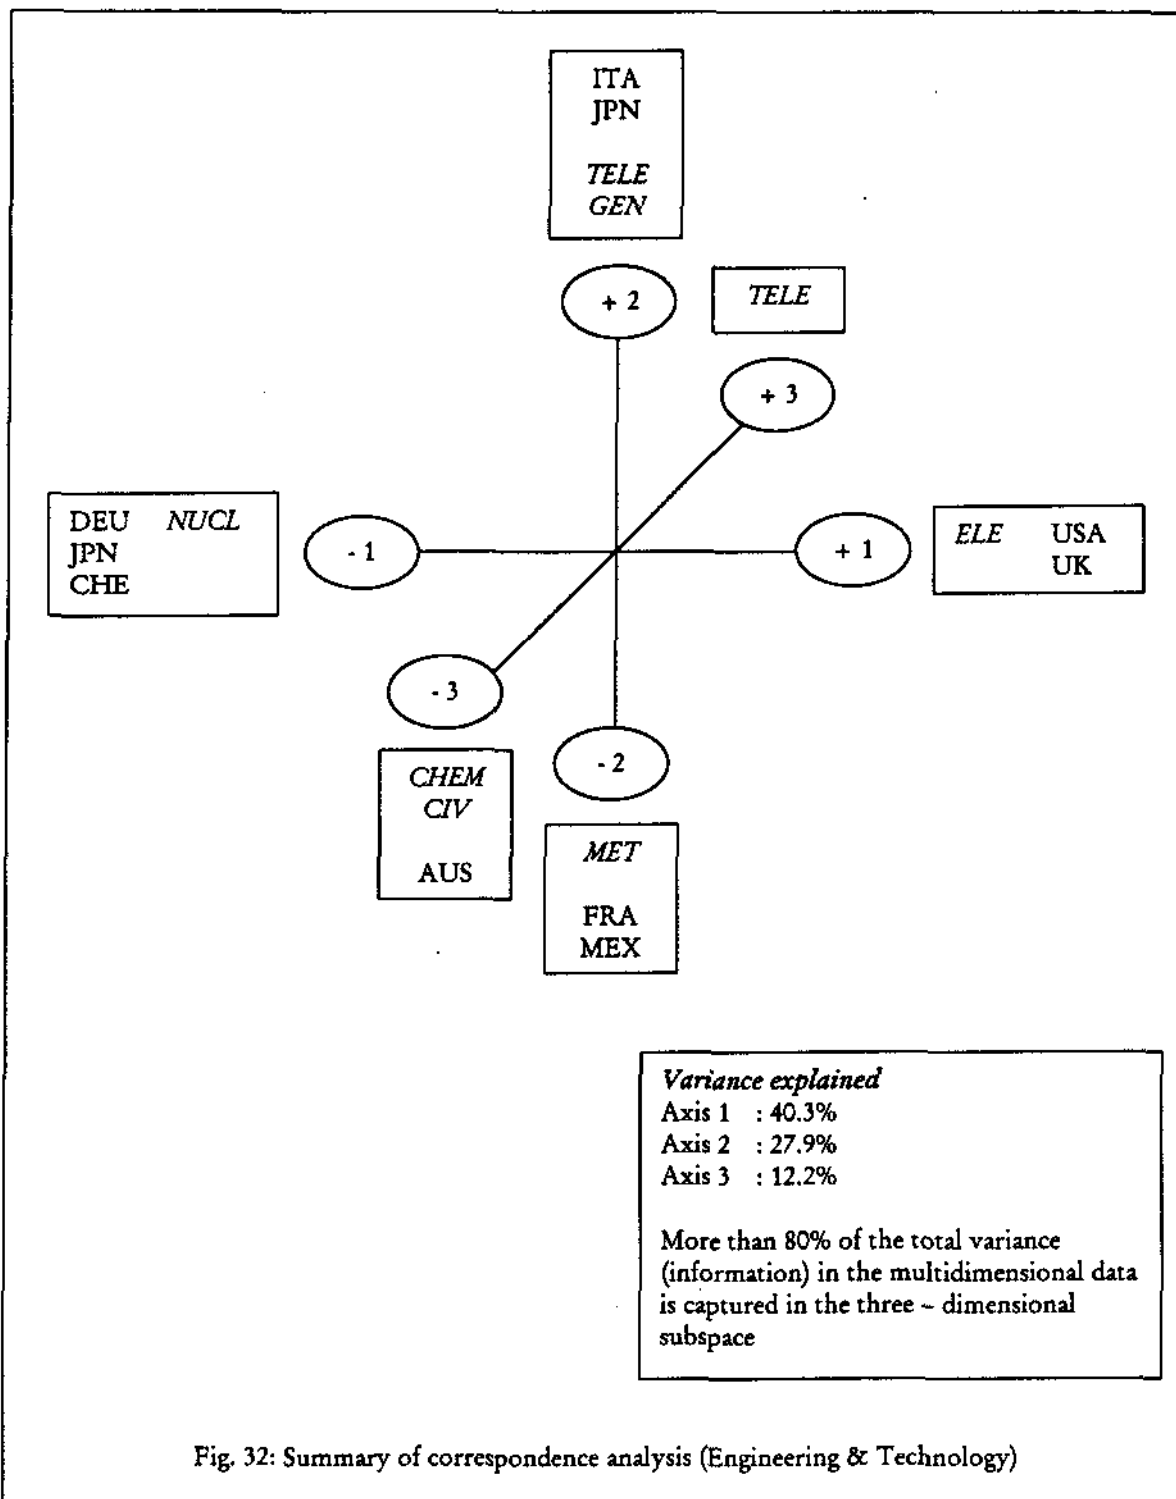 ITA
JPN
TELE
GEN
+ 2
TELE
+ 3
DEU NUCL
JPN
CHE
- 1
+ 1
ELE USA
UK
- 3
CHEM
CIV
AUS
- 2
MET
FRA
MEX
Variance explained
Axis 1 : 40.3%
Axis 2 : 27.9%
Axis 3 : 12.2%
More than 80% of the total variance
(information) in the multidimensional data
is captured in the three – dimensional
subspace
Fig. 32: Summary of correspondence analysis (Engineering & Technology)